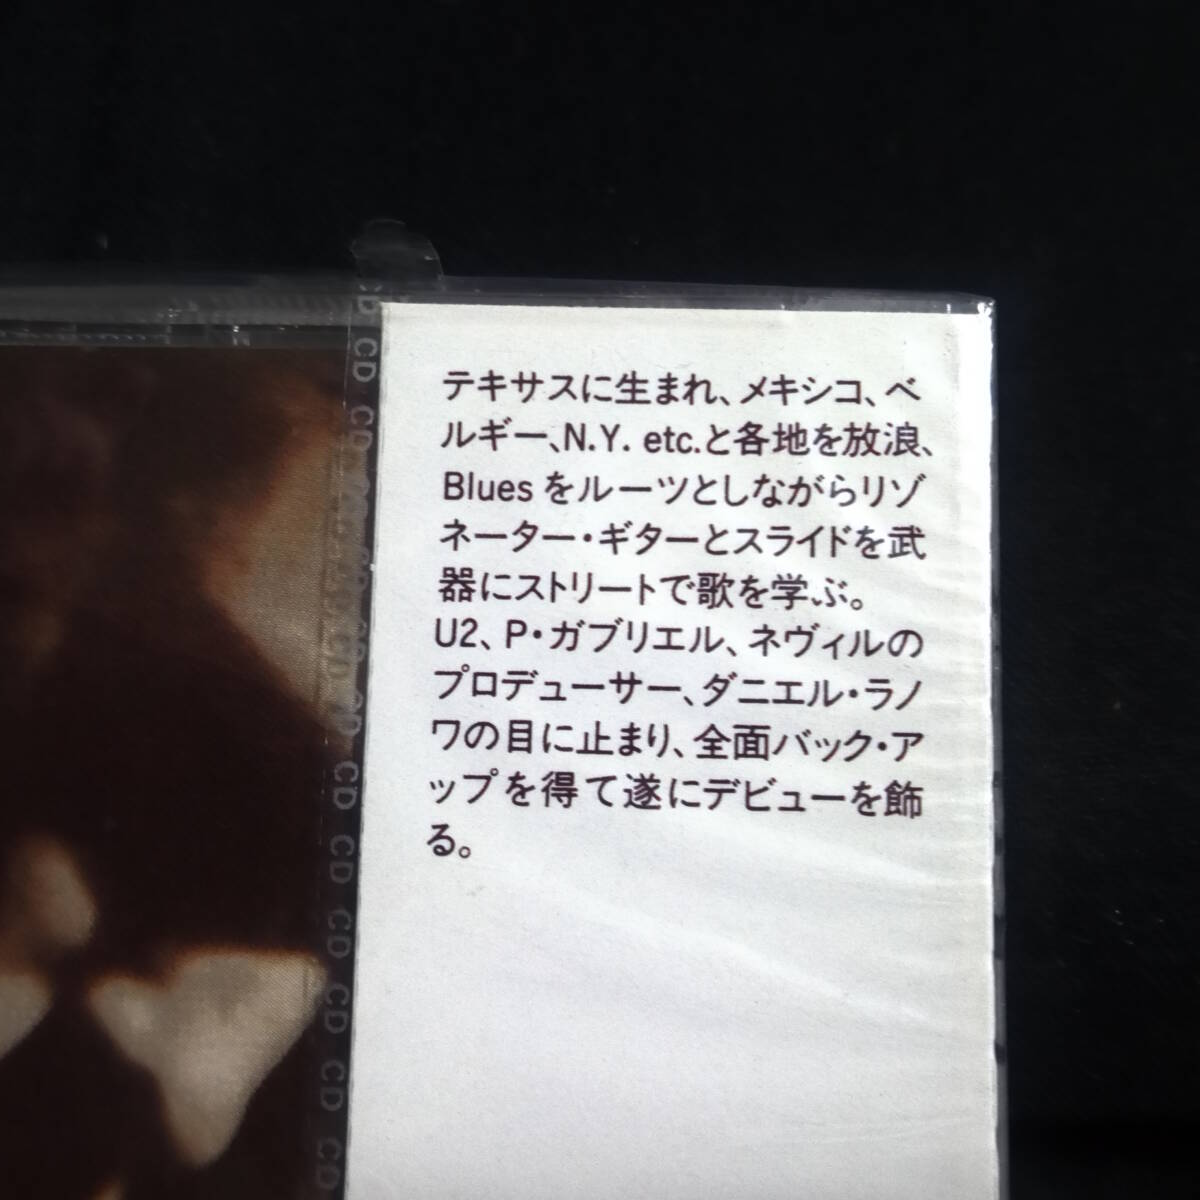 テキサスに生まれ、メキシコ、ベ
ルギー、N.Y. etc.と各地を放浪、
Blues をルーツとしながらリゾ
ネーター・ギターとスライドを武
器にストリートで歌を学ぶ。
U2、P・ガブリエル、ネヴィルの
プロデューサー、ダニエル・ラノ
ワの目に止まり、全面バック・ア
ップを得て遂にデビューを飾
る。
CD CD CD CD CD CD CD CD CD CD CD CD